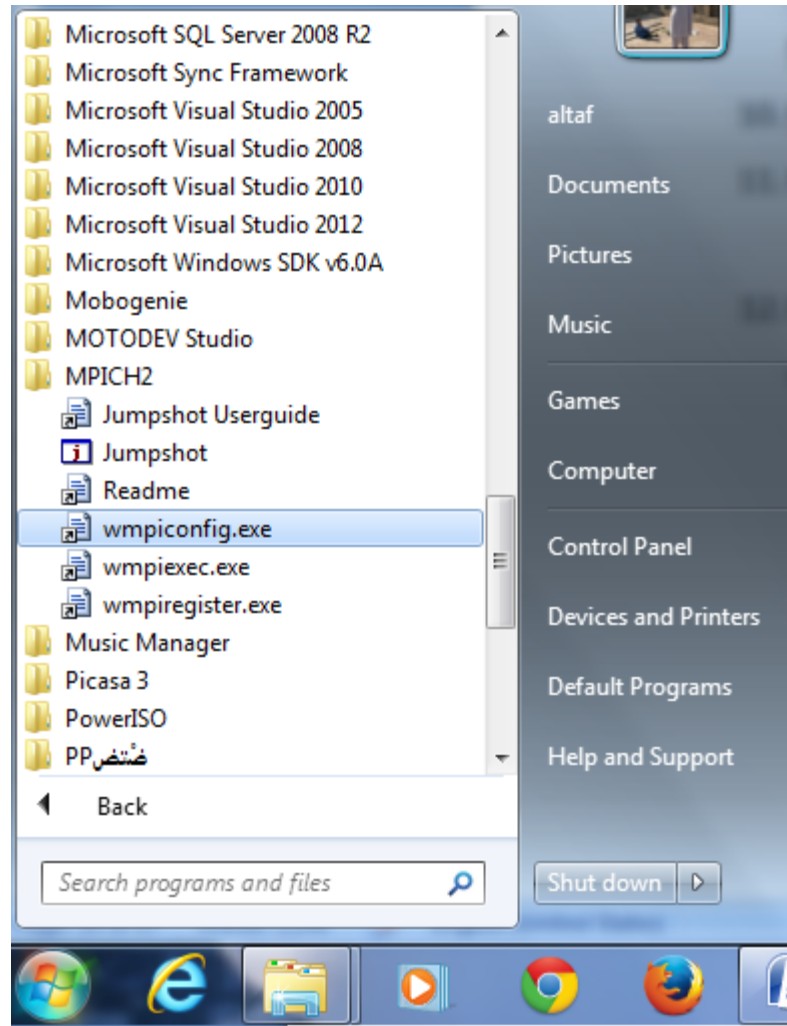 Microsoft SQL Server 2008 R2
Microsoft Sync Framework
Microsoft Visual Studio 2005
Microsoft Visual Studio 2008
Microsoft Visual Studio 2010
Microsoft Visual Studio 2012
Microsoft Windows SDK v6.0A
Mobogenie
MOTODEV Studio
MPICH2
Jumpshot Userguide
Jumpshot
Readme
wmpiconfig.exe
wmpiexec.exe
wmpiregister.exe
Music Manager
Picasa 3
PowerISO
PP
Back
Search programs and files
altaf
Documents
Pictures
Music
Games
Computer
Control Panel
Devices and Printers
Default Programs
Help and Support
Shut down